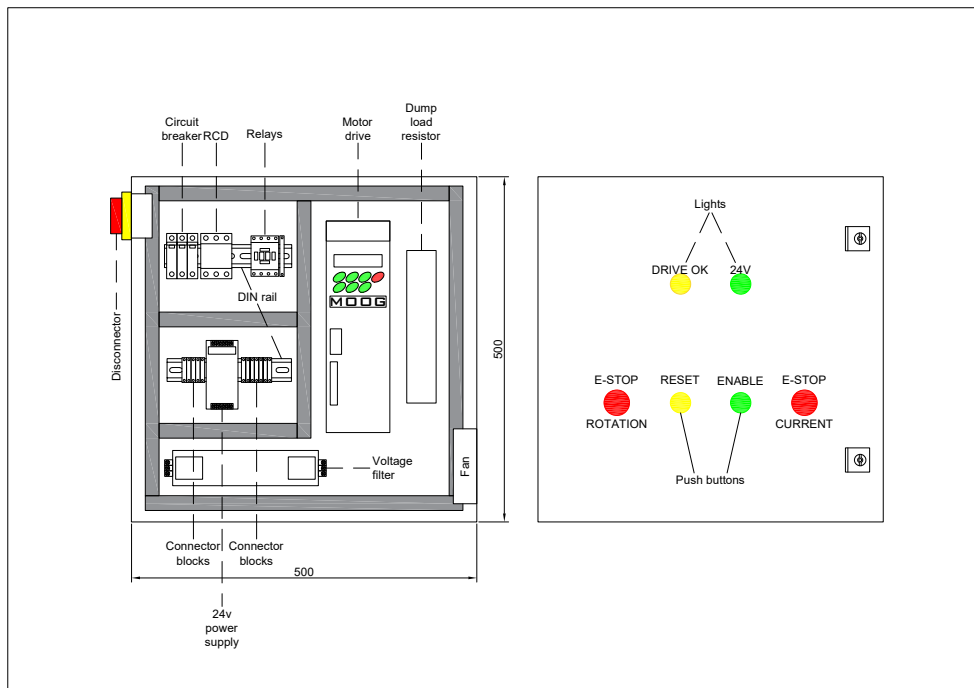 Circuit
breaker
RCD
Relays
Motor
drive
Dump
load
resistor
Disconnector
DIN rail
MOOG
500
Voltage
filter
Fan
Connector
blocks
Connector
blocks
500
24v
power
supply
Lights
DRIVE OK
24V
E-STOP
RESET
ENABLE
E-STOP
ROTATION
CURRENT
Push buttons